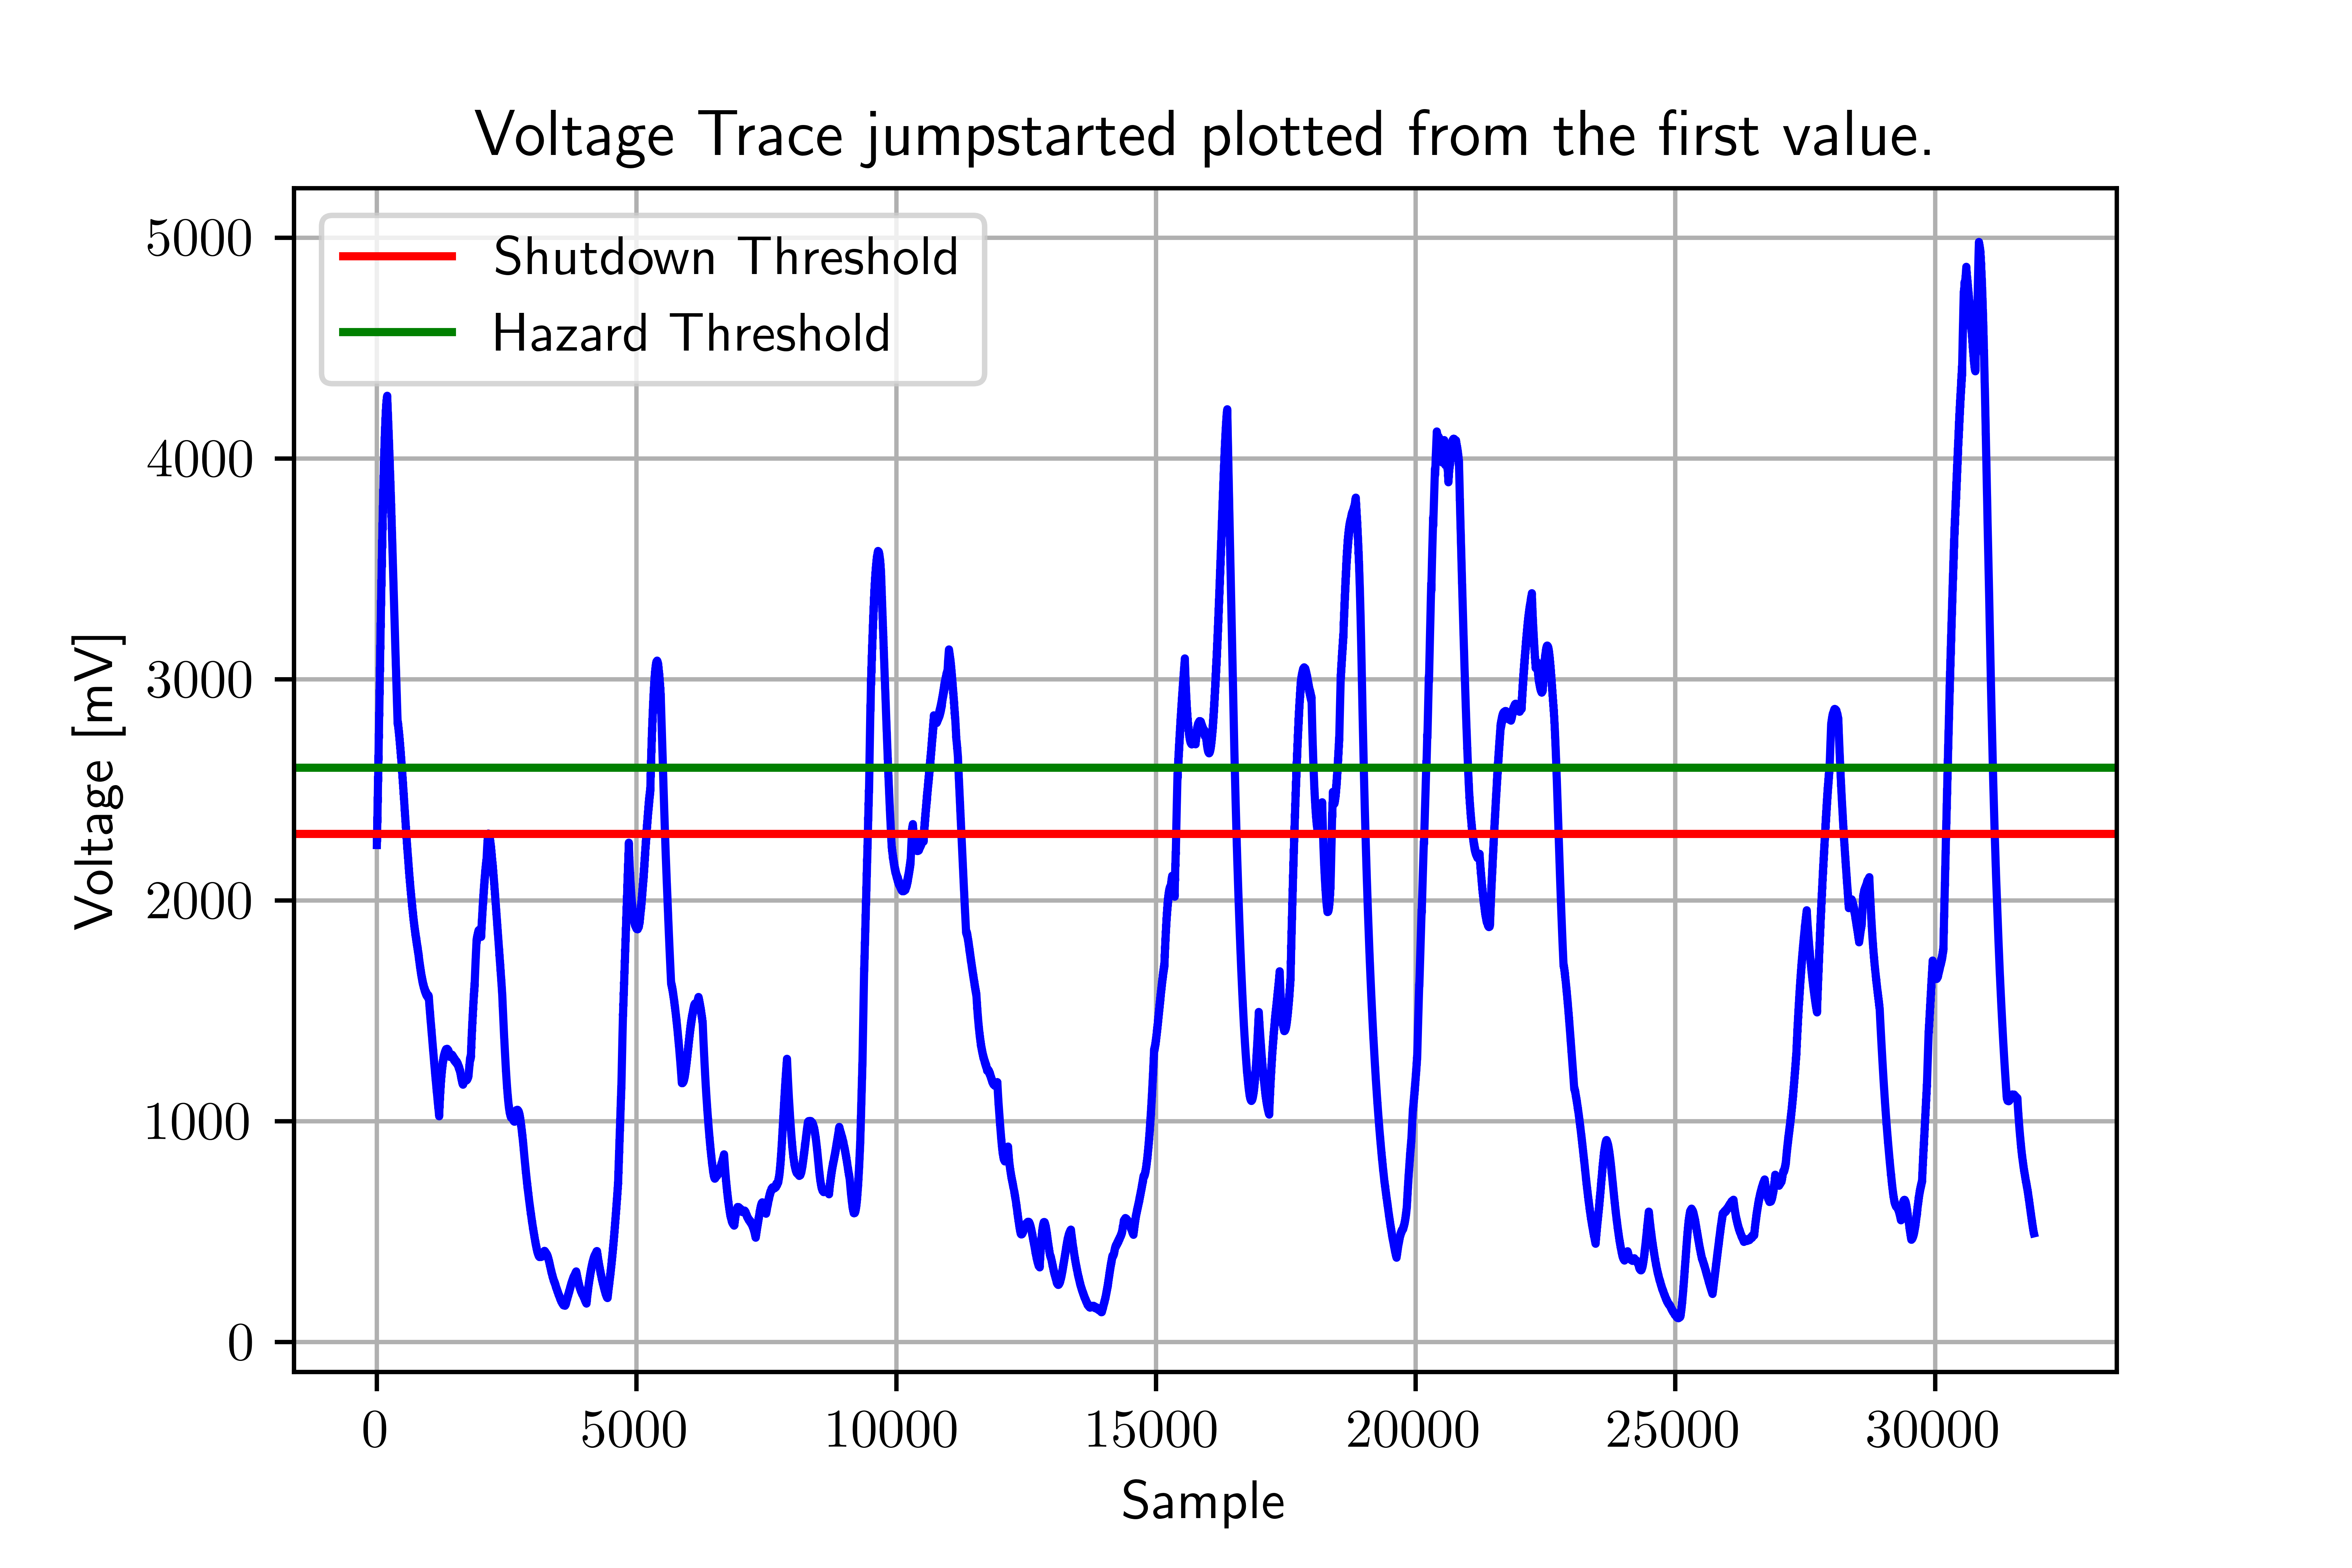 Voltage Trace jumpstarted plotted from the first value.
Shutdown Threshold
Hazard Threshold
5000
4000
3000
2000
1000
0
Voltage [mV]
0 5000 10000 15000 20000 25000 30000
Sample